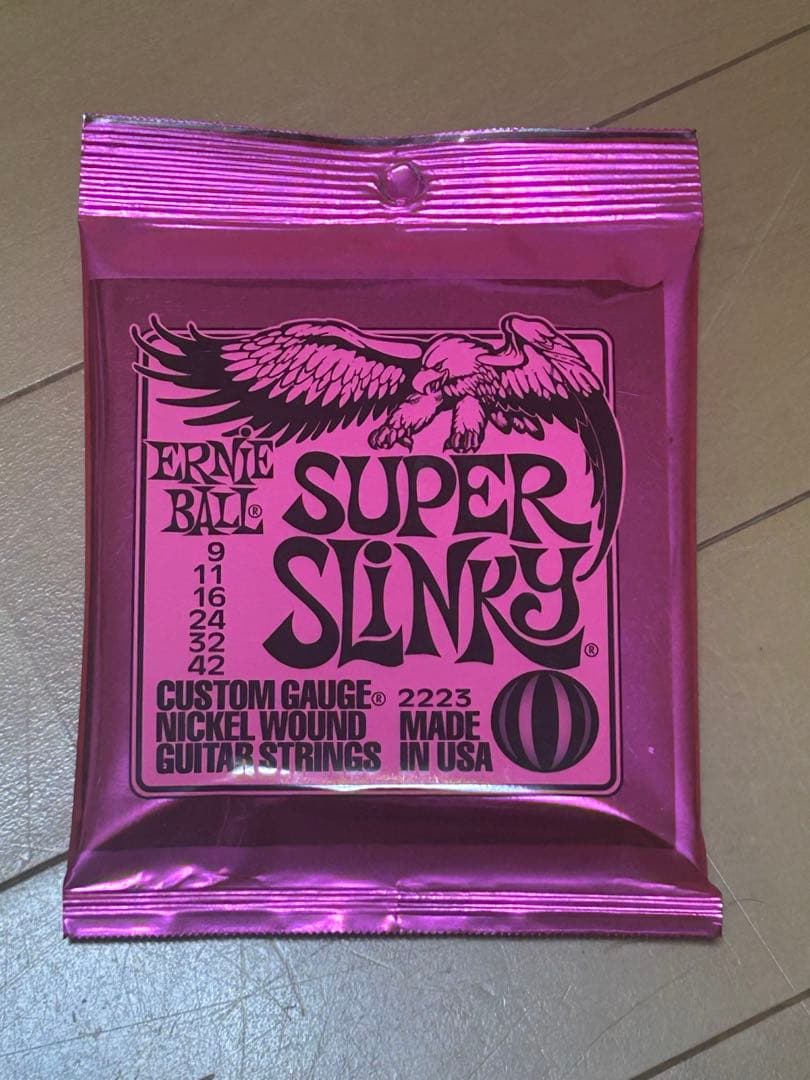 ERNiE
BALL®
SUPER
SLiNKY®
9
11
16
24
32
42
CUSTOM GAUGE® 2223
NICKEL WOUND MADE
GUITAR STRINGS IN USA